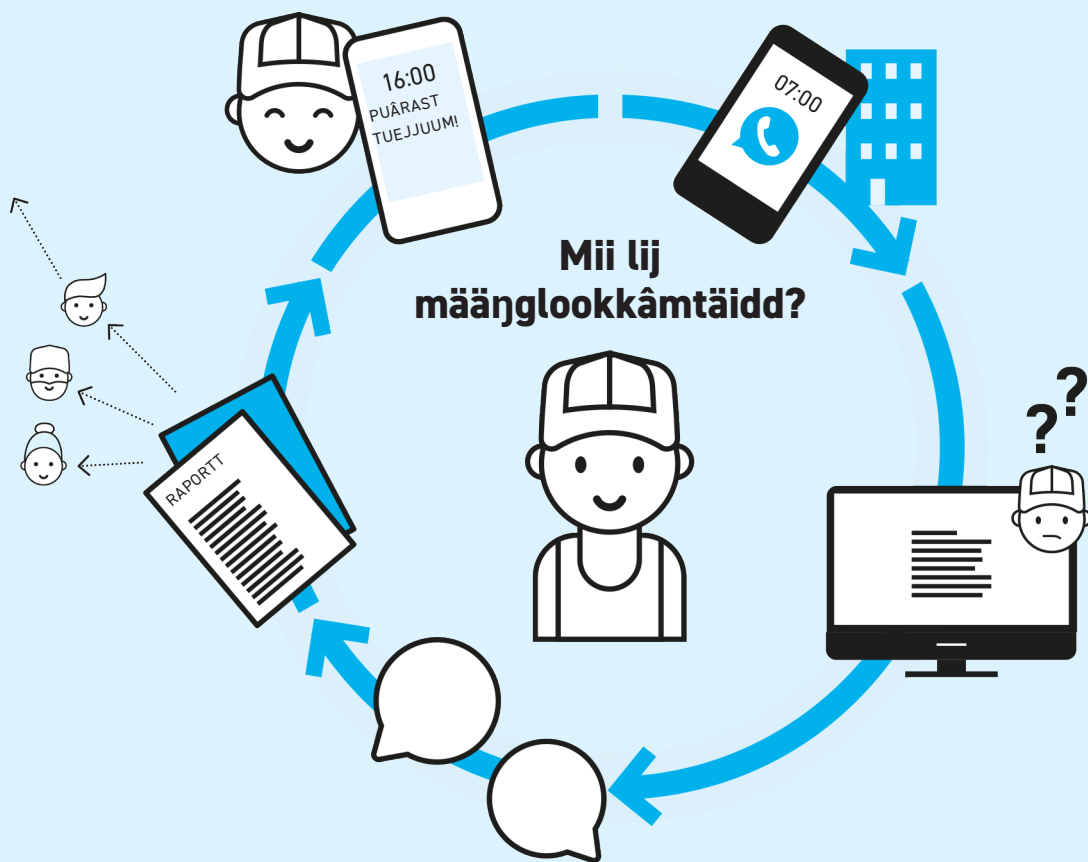 16:00
PUÂRAST
TUEJJUUM!
07:00
Mii lij
määŋglookkâmtäidd?
? ?
RAPORTT